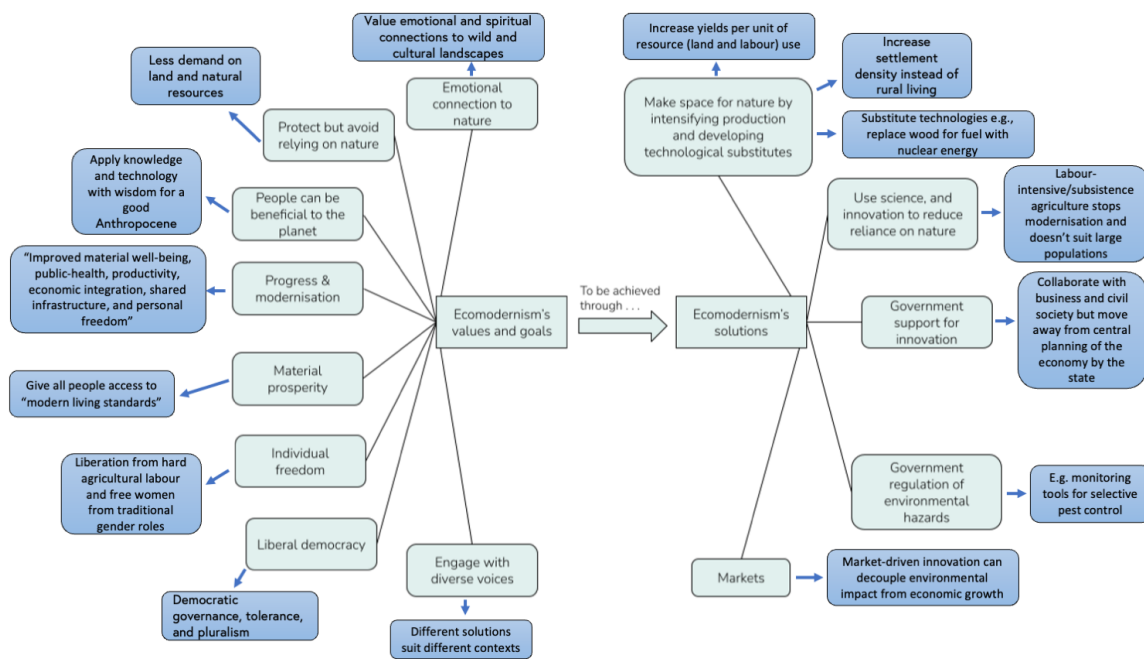 Value emotional and spiritual
connections to wild and
cultural landscapes
Less demand on
land and natural
resources
Emotional
connection to
nature
Protect but avoid
relying on nature
Apply knowledge
and technology
with wisdom for a
good
Anthropocene
People can be
beneficial to the
planet
“Improved material well-being,
public-health, productivity,
economic integration, shared
infrastructure, and personal
freedom”
Progress &
modernisation
Ecomodernism’s
values and goals
Give all people access to
“modern living standards”
Material
prosperity
Liberation from hard
agricultural labour
and free women
from traditional
gender roles
Individual
freedom
Liberal democracy
Democratic
governance, tolerance,
and pluralism
Engage with
diverse voices
Different solutions
suit different contexts
To be achieved
through . . .
Ecomodernism’s
solutions
Increase yields per unit of
resource (land and labour) use
Make space for nature by
intensifying production
and developing
technological substitutes
Increase
settlement
density instead of
rural living
Substitute technologies e.g.,
replace wood for fuel with
nuclear energy
Use science, and
innovation to reduce
reliance on nature
Labour-
intensive/subsistence
agriculture stops
modernisation and
doesn’t suit large
populations
Government
support for
innovation
Collaborate with
business and civil
society but move
away from central
planning of the
economy by the
state
Government
regulation of
environmental
hazards
E.g. monitoring
tools for selective
pest control
Markets
Market-driven innovation can
decouple environmental
impact from economic growth